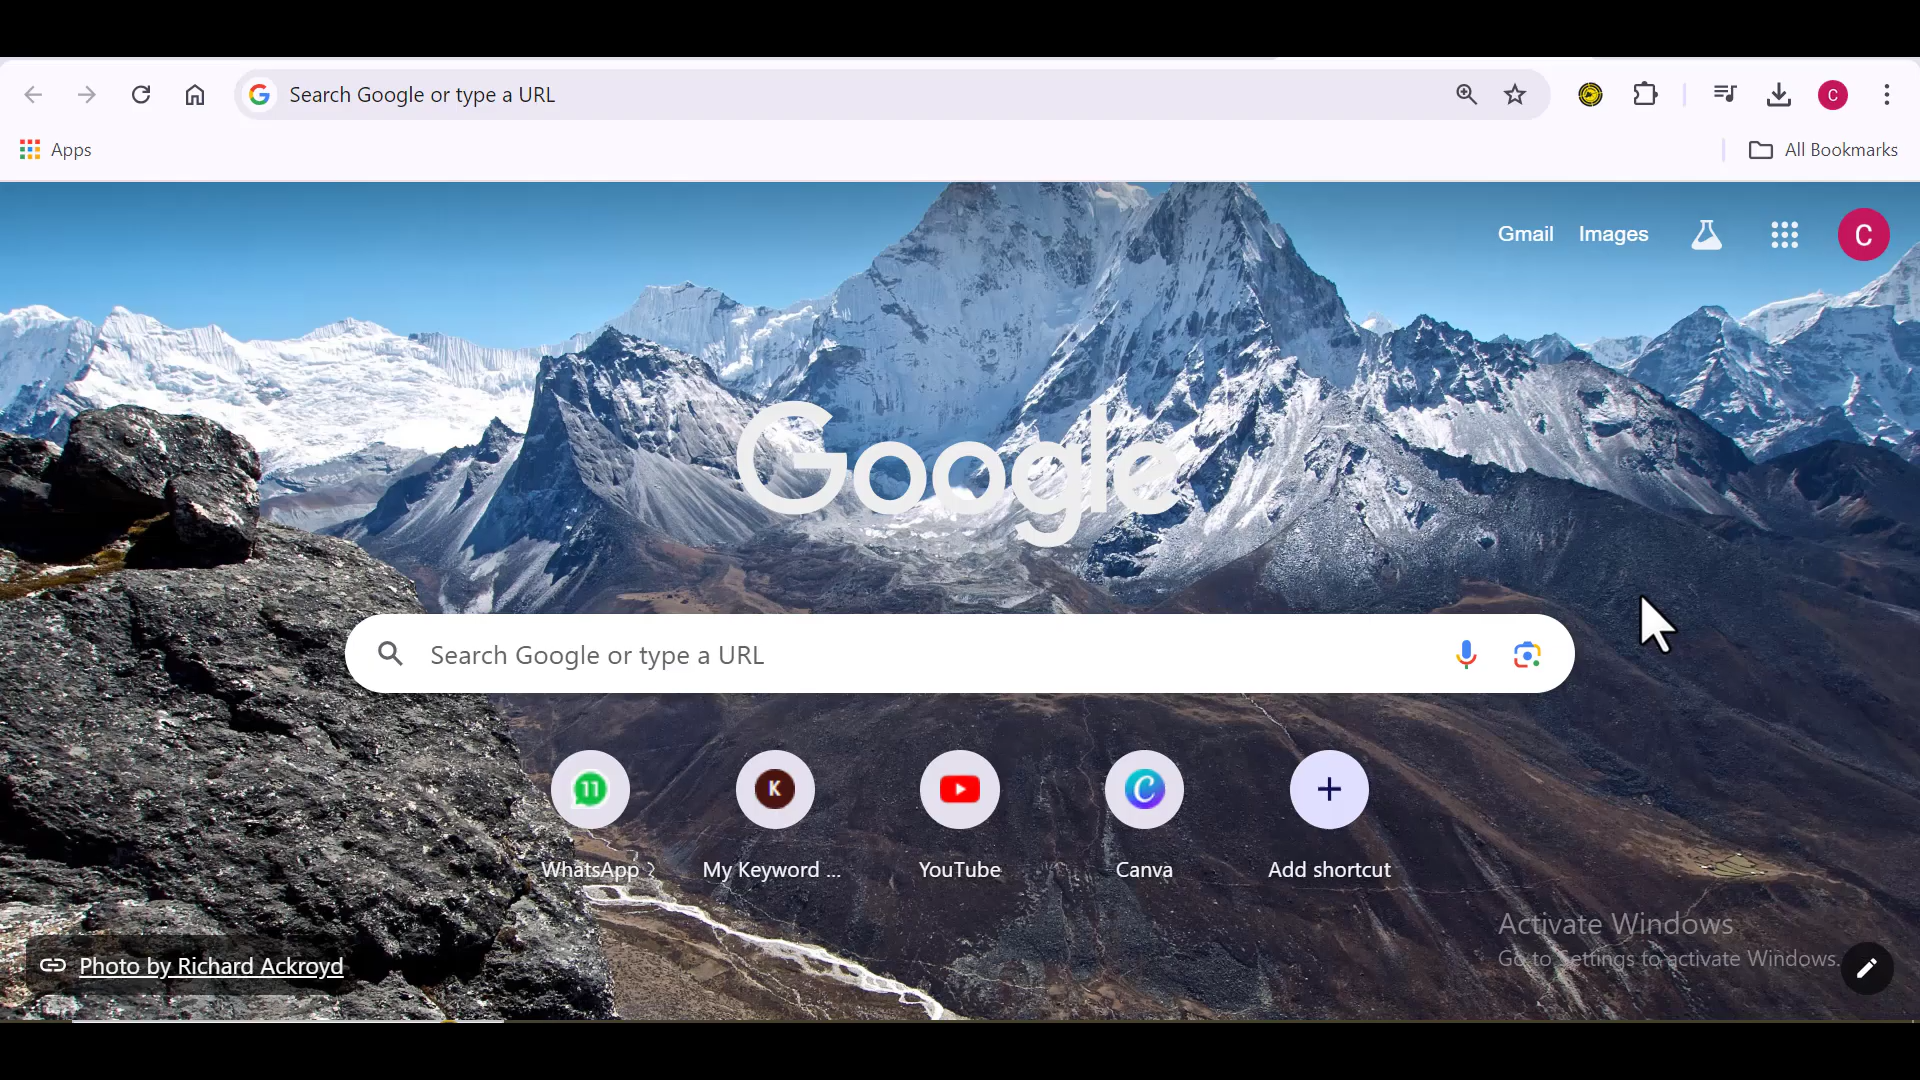 Search Google or type a URL
C
Apps
All Bookmarks
Gmail
Images
C
Google
Search Google or type a URL
11
K
WhatsApp
My Keyword ...
YouTube
Canva
Add shortcut
Activate Windows
Go to Settings to activate Windows.
Photo by Richard Ackroyd